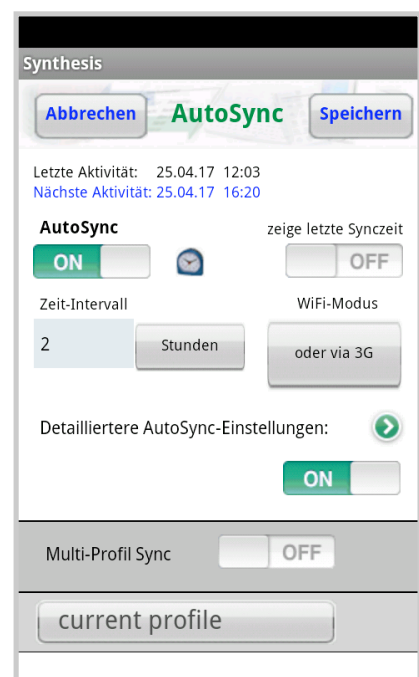 Synthesis
Abbrechen AutoSync Speichern
Letzte Aktivität: 25.04.17 12:03
Nächste Aktivität: 25.04.17 16:20
AutoSync zeige letzte Synczeit
ON OFF
Zeit-Intervall WiFi-Modus
2 Stunden oder via 3G
Detailliertere AutoSync-Einstellungen:
ON
Multi-Profil Sync OFF
current profile